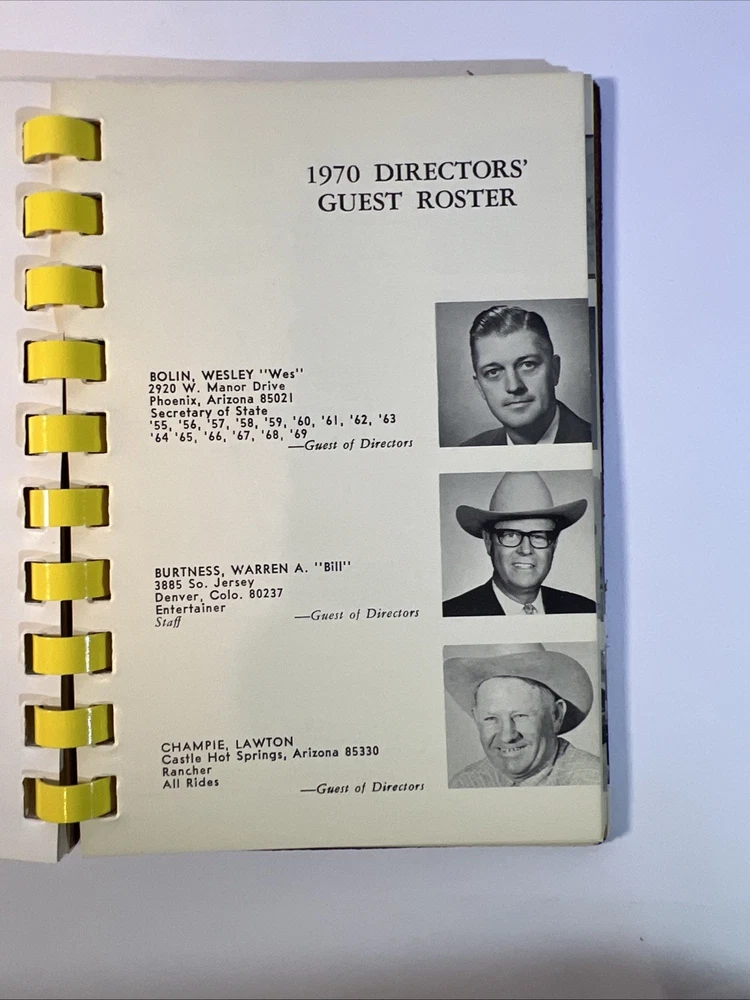 1970 DIRECTORS'
GUEST ROSTER
BOLIN, WESLEY "Wes"
2920 W. Manor Drive
Phoenix, Arizona 85021
Secretary of State
'55, '56, '57, '58, '59, '60, '61, '62, '63
'64 '65, '66, '67, '68, '69
—Guest of Directors
BURTNESS, WARREN A. "Bill"
3885 So. Jersey
Denver, Colo. 80237
Entertainer
Staff —Guest of Directors
CHAMPIE, LAWTON
Castle Hot Springs, Arizona 85330
Rancher
All Rides —Guest of Directors